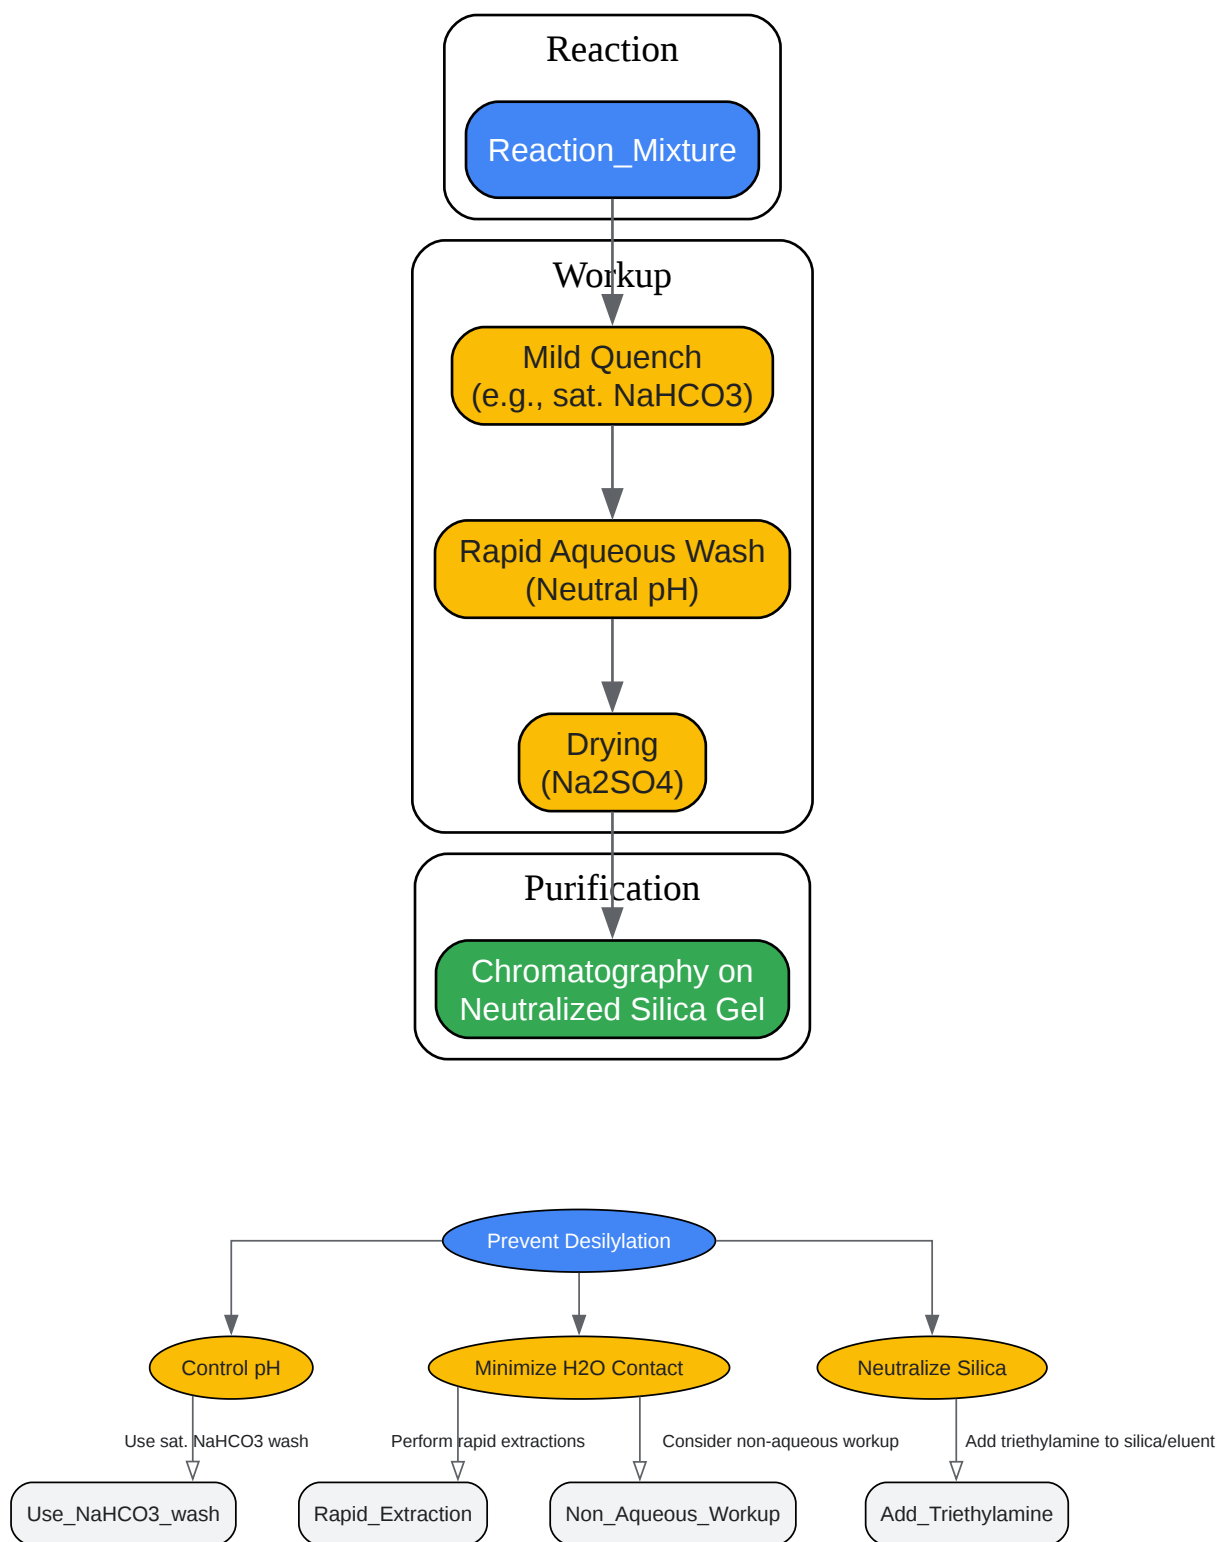 Reaction
Reaction_Mixture
Workup
Mild Quench
(e.g., sat. NaHCO3)
Rapid Aqueous Wash
(Neutral pH)
Drying
(Na2SO4)
Purification
Chromatography on
Neutralized Silica Gel
Prevent Desilylation
Control pH
Minimize H2O Contact
Neutralize Silica
Use sat. NaHCO3 wash
Perform rapid extractions
Consider non-aqueous workup
Add triethylamine to silica/eluent
Use_NaHCO3_wash
Rapid_Extraction
Non_Aqueous_Workup
Add_Triethylamine